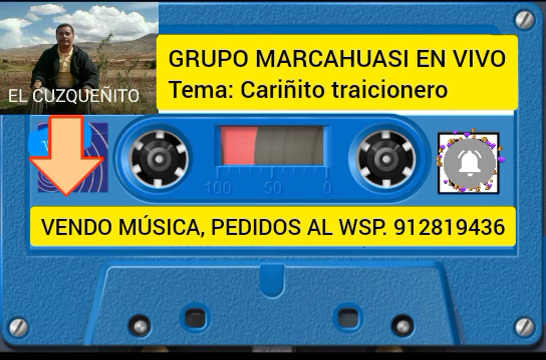 GRUPO MARCAHUASI EN VIVO
Tema: Cariñito traicionero
EL CUZQUEÑITO
100 50 0
VENDO MÚSICA, PEDIDOS AL WSP. 912819436